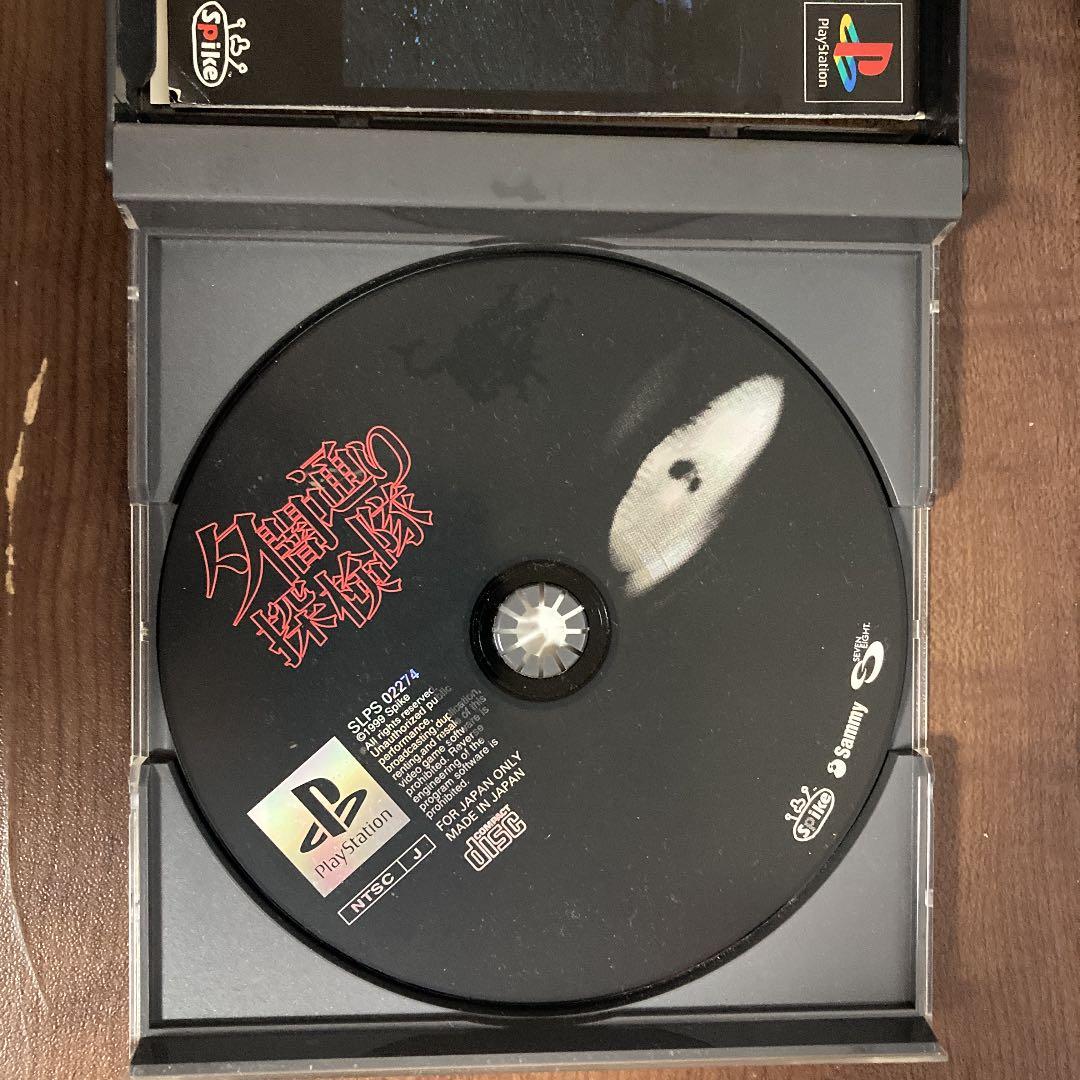 Spike
PlayStation
夕闇通り
探検隊
SLPS 02274
©1999 Spike
All rights reserved.
Unauthorized public
performance,
broadcasting duplication,
renting and resale of this
video game software is
prohibited. Reverse
engineering of the
program software is
prohibited.
FOR JAPAN ONLY
MADE IN JAPAN
COMPACT
disc
PlayStation
NTSC J
SEVEN
EIGHT.
Sammy
Spike